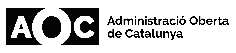 AOC
Administració Oberta
de Catalunya